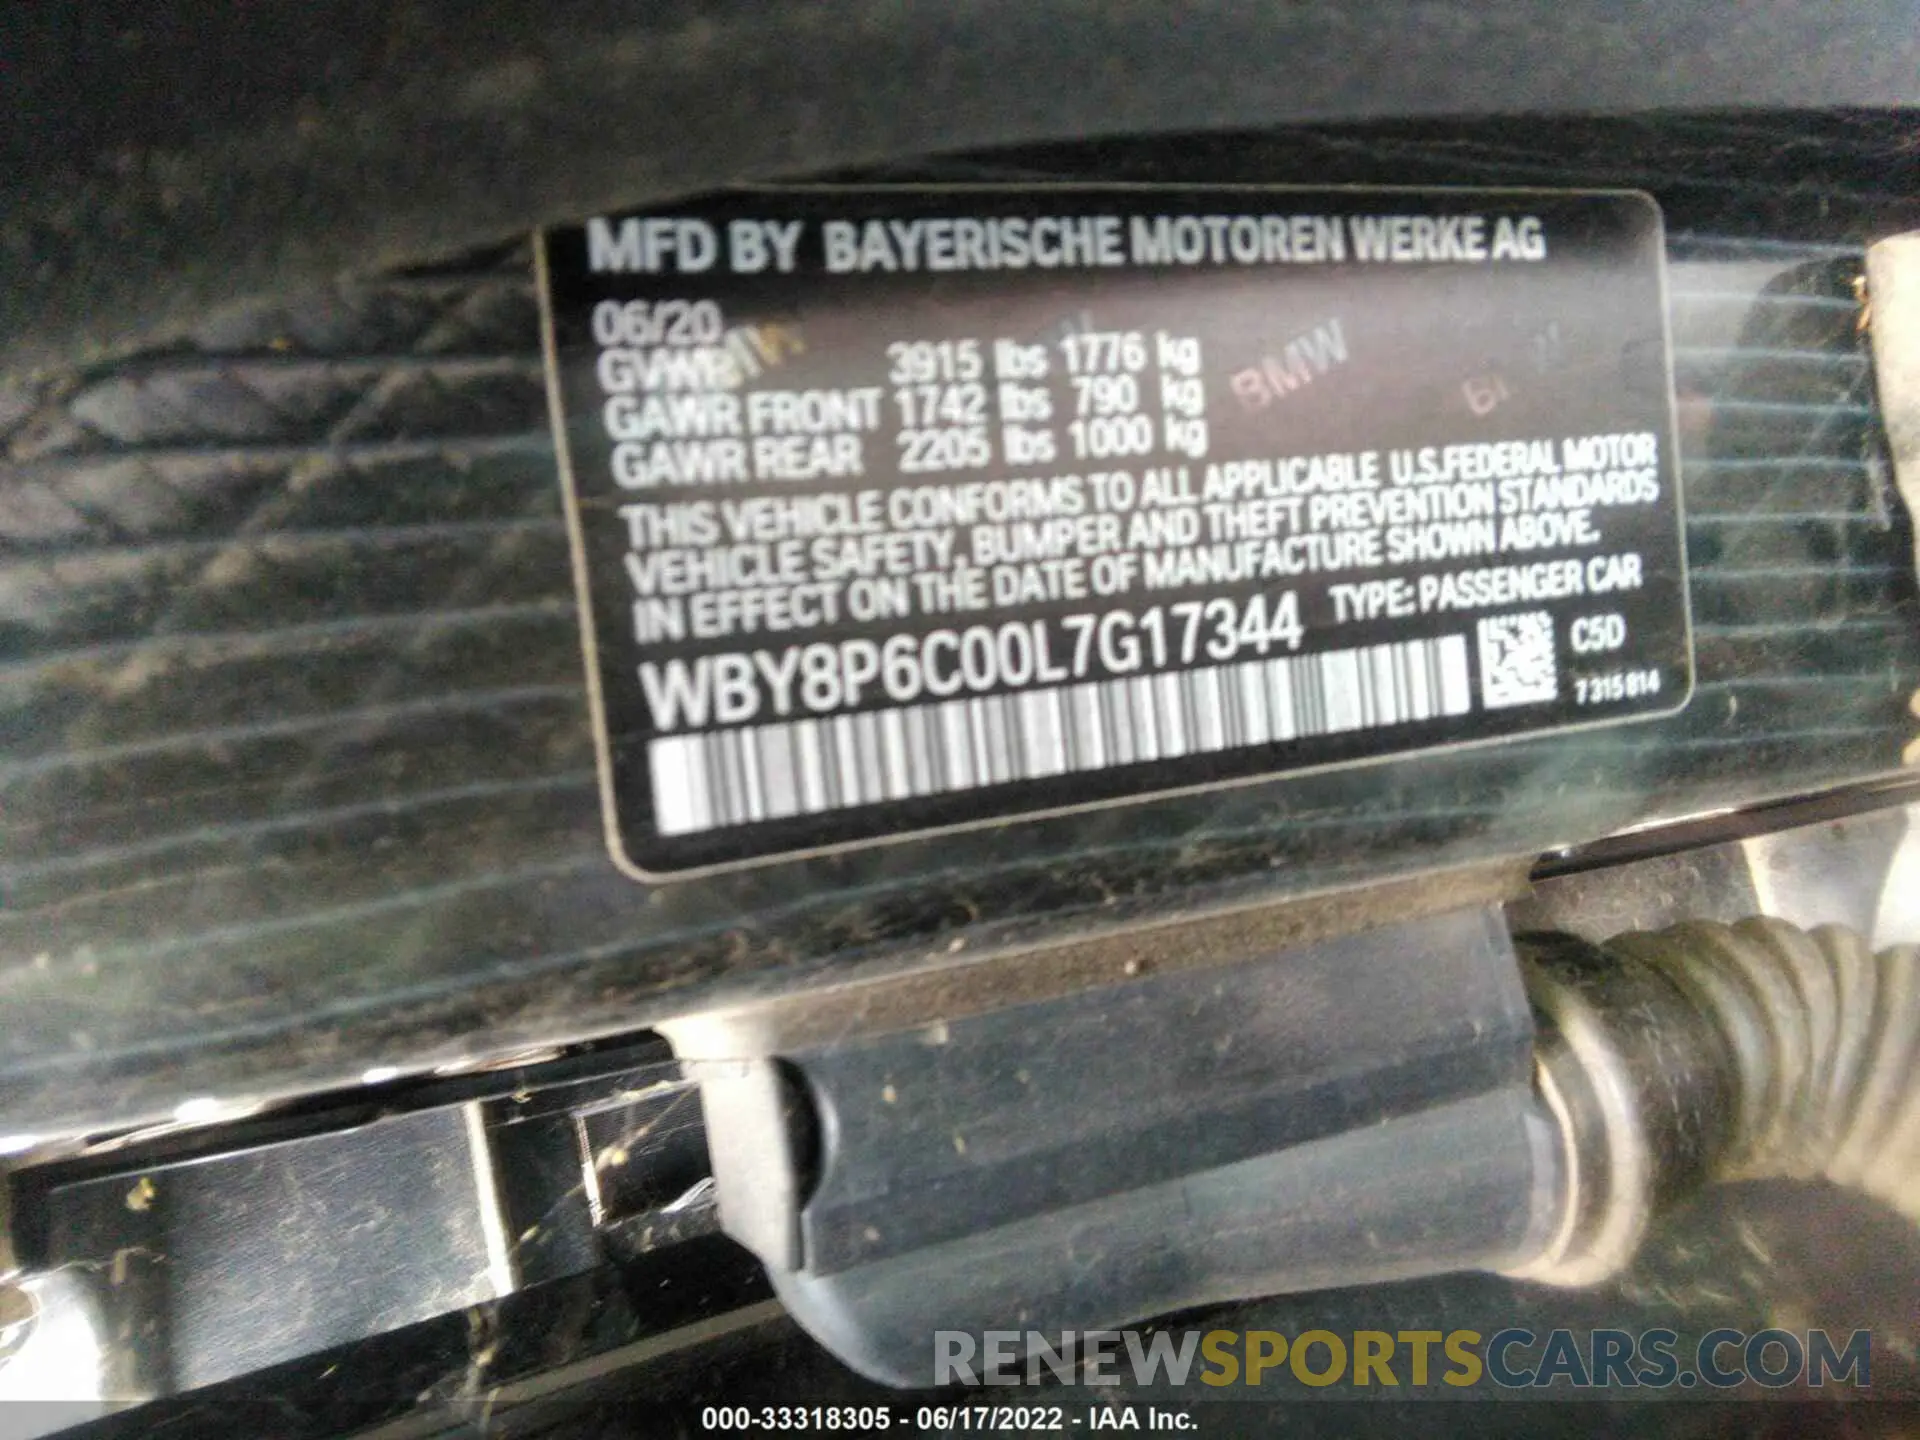 MFD BY BAYERISCHE MOTOREN WERKE AG
06/20
GVWR 3915 lbs 1776 kg
GAWR FRONT 1742 lbs 790 kg
GAWR REAR 2205 lbs 1000 kg
BMW
THIS VEHICLE CONFORMS TO ALL APPLICABLE U.S.FEDERAL MOTOR
VEHICLE SAFETY, BUMPER AND THEFT PREVENTION STANDARDS
IN EFFECT ON THE DATE OF MANUFACTURE SHOWN ABOVE.
WBY8P6C00L7G17344 TYPE: PASSENGER CAR
C5D
7315814
RENEWSPORTSCARS.COM
000-33318305 - 06/17/2022 - IAA Inc.